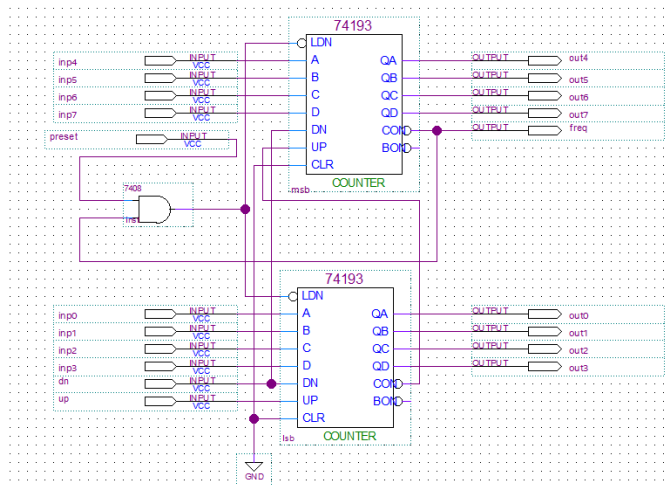 74193
LDN
inp4 INPUT VCC A QA OUTPUT out4
inp5 INPUT VCC B QB OUTPUT out5
inp6 INPUT VCC C QC OUTPUT out6
inp7 INPUT VCC D QD OUTPUT out7
DN CON OUTPUT freq
preset INPUT VCC UP BON
CLR
msb COUNTER
7408
74193
LDN
inp0 INPUT VCC A QA OUTPUT out0
inp1 INPUT VCC B QB OUTPUT out1
inp2 INPUT VCC C QC OUTPUT out2
inp3 INPUT VCC D QD OUTPUT out3
dn INPUT VCC DN CON
up INPUT VCC UP BON
CLR
lsb COUNTER
GND